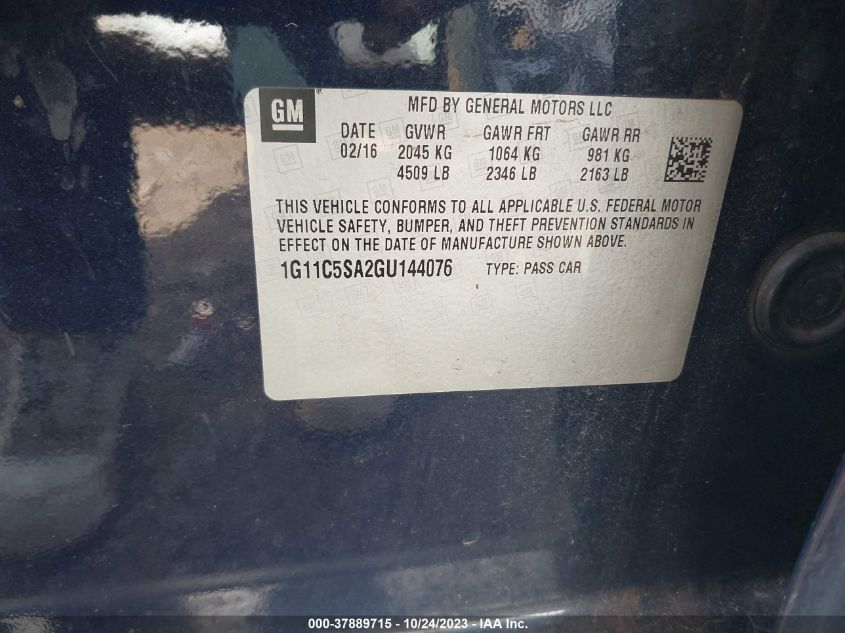 GM
®
MFD BY GENERAL MOTORS LLC
DATE GVWR GAWR FRT GAWR RR
02/16 2045 KG 1064 KG 981 KG
4509 LB 2346 LB 2163 LB
THIS VEHICLE CONFORMS TO ALL APPLICABLE U.S. FEDERAL MOTOR
VEHICLE SAFETY, BUMPER, AND THEFT PREVENTION STANDARDS IN
EFFECT ON THE DATE OF MANUFACTURE SHOWN ABOVE.
1G11C5SA2GU144076 TYPE: PASS CAR
000-37889715 - 10/24/2023 - IAA Inc.